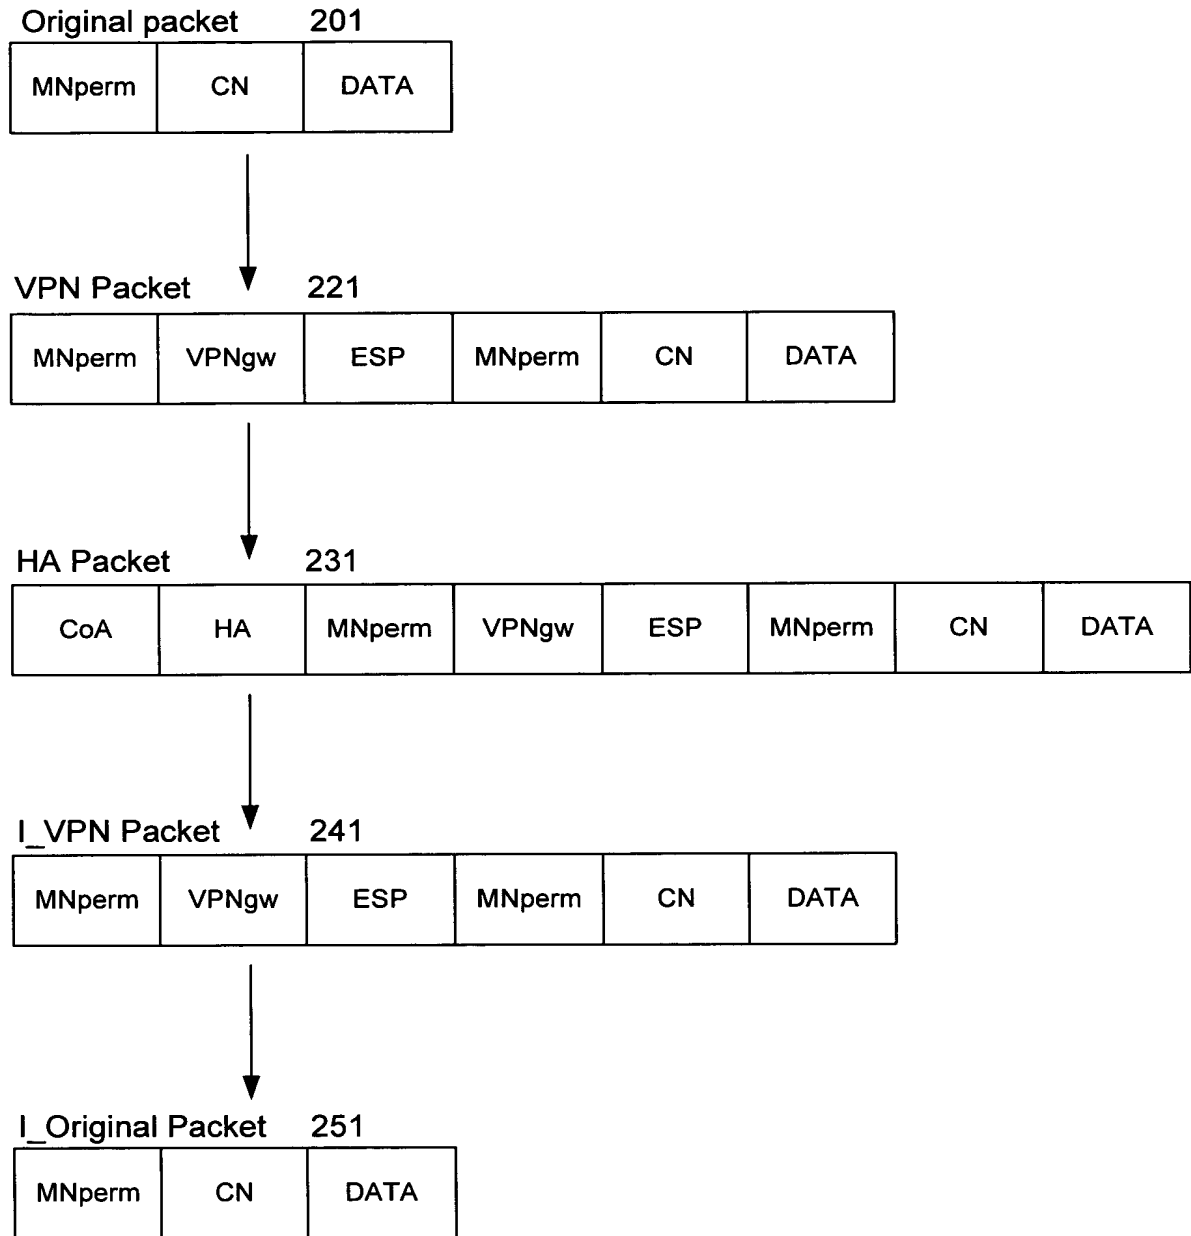 Original packet 201
MNperm CN DATA
VPN Packet 221
MNperm VPNgw ESP MNperm CN DATA
HA Packet 231
CoA HA MNperm VPNgw ESP MNperm CN DATA
I_VPN Packet 241
MNperm VPNgw ESP MNperm CN DATA
I_Original Packet 251
MNperm CN DATA